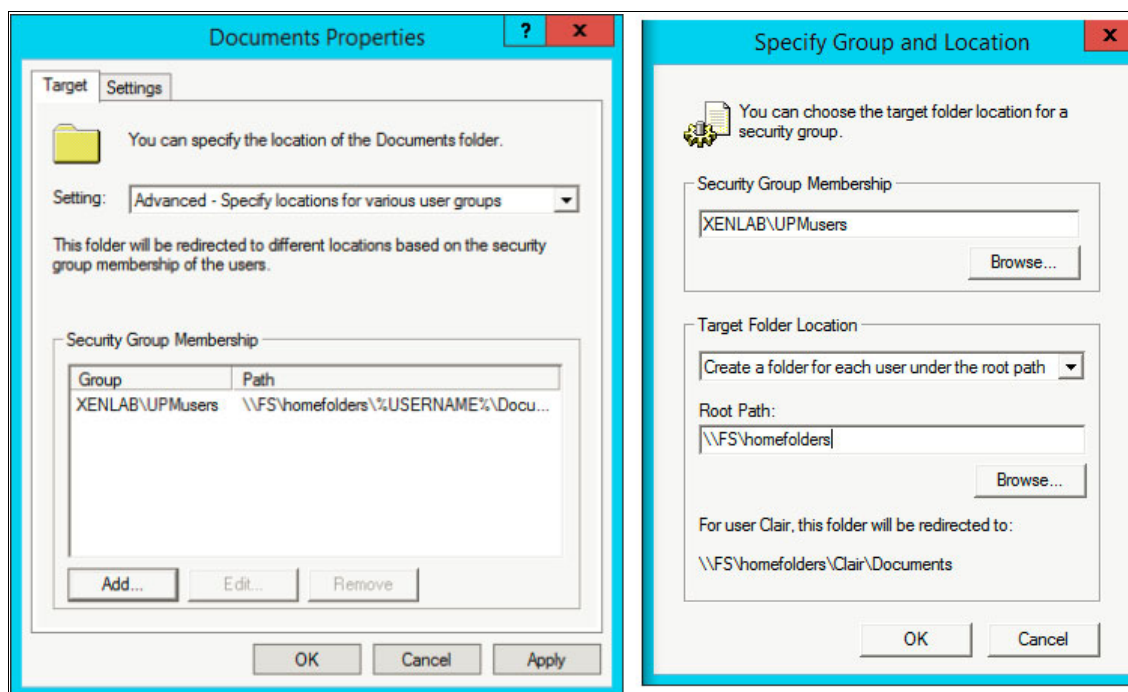 Documents Properties
?
x
Target
Settings
You can specify the location of the Documents folder.
Setting:
Advanced - Specify locations for various user groups
This folder will be redirected to different locations based on the security
group membership of the users.
Security Group Membership
Group
Path
XENLAB\UPMusers
\\FS\homefolders\%USERNAME%\Docu...
Add...
Edit...
Remove
OK
Cancel
Apply
Specify Group and Location
x
You can choose the target folder location for a
security group.
Security Group Membership
XENLAB\UPMusers
Browse...
Target Folder Location
Create a folder for each user under the root path
Root Path:
\\FS\homefolders
Browse...
For user Clair, this folder will be redirected to:
\\FS\homefolders\Clair\Documents
OK
Cancel